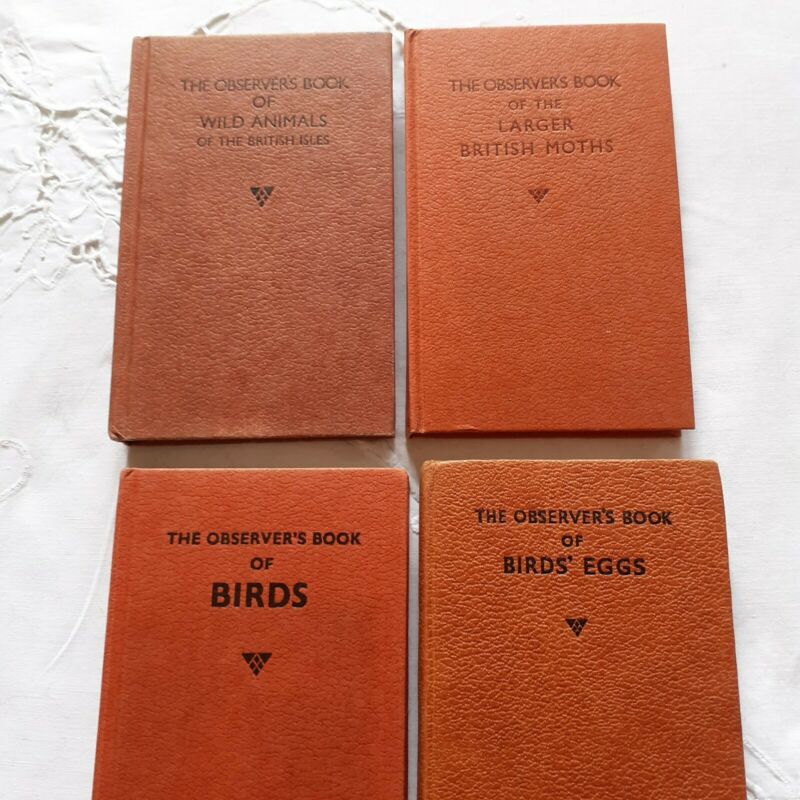 THE OBSERVER'S BOOK
OF
WILD ANIMALS
OF THE BRITISH ISLES
THE OBSERVER'S BOOK
OF THE
LARGER
BRITISH MOTHS
THE OBSERVER'S BOOK
OF
BIRDS
THE OBSERVER'S BOOK
OF
BIRDS' EGGS